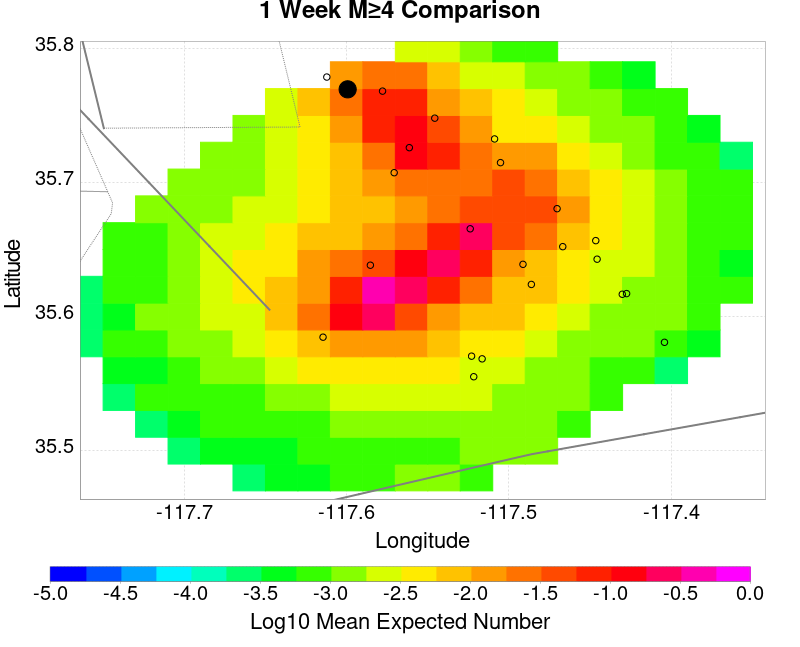 1 Week M≥4 Comparison
35.8
35.7
35.6
35.5
Latitude
-117.7 -117.6 -117.5 -117.4
Longitude
-5.0 -4.5 -4.0 -3.5 -3.0 -2.5 -2.0 -1.5 -1.0 -0.5 0.0
Log10 Mean Expected Number